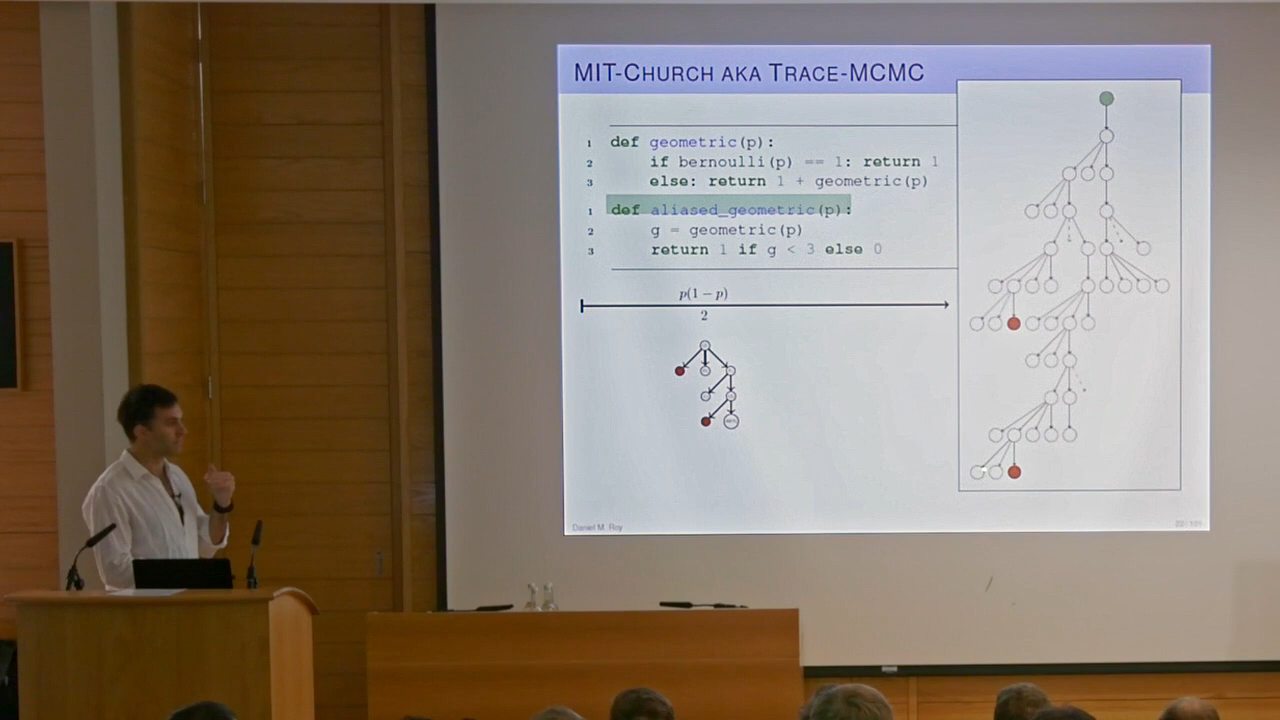 MIT-CHURCH AKA TRACE-MCMC
1 def geometric(p):
2 if bernoulli(p) == 1: return 1
3 else: return 1 + geometric(p)
1 def aliased_geometric(p):
2 g = geometric(p)
3 return 1 if g < 3 else 0
p(1 − p)
2
Daniel M. Roy